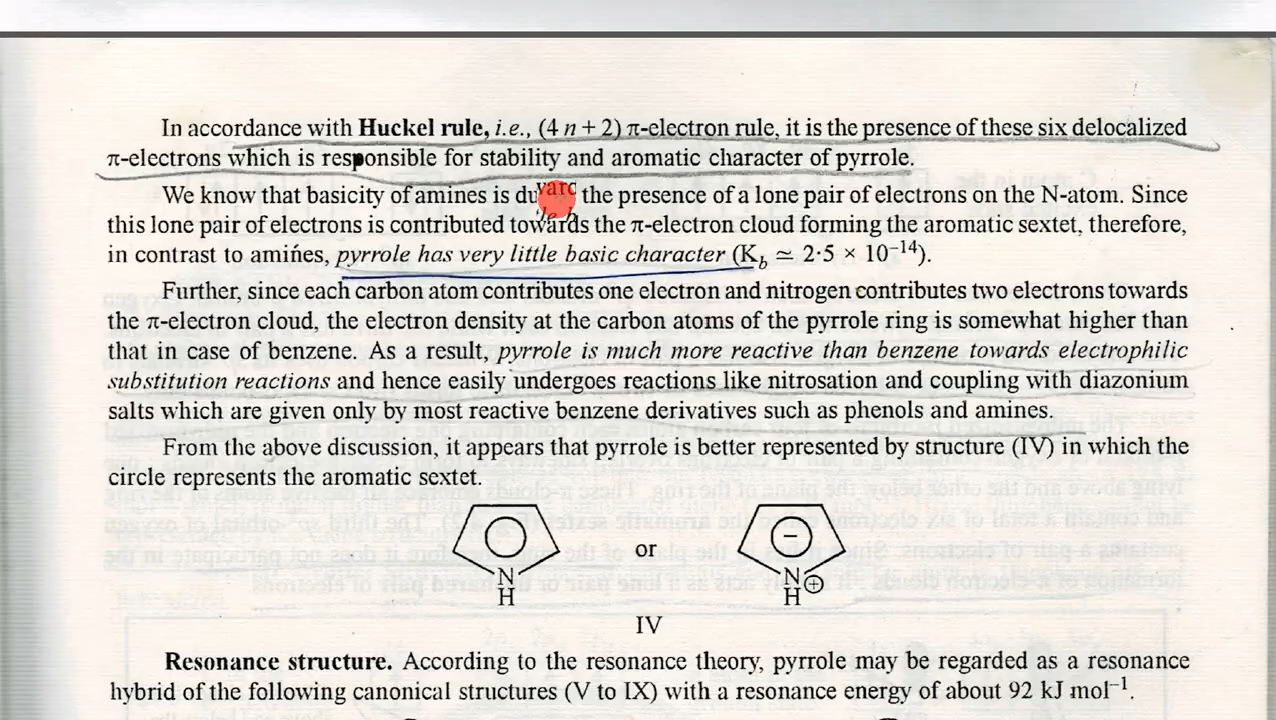 In accordance with Huckel rule, i.e., (4 n + 2) π-electron rule, it is the presence of these six delocalized
π-electrons which is responsible for stability and aromatic character of pyrrole.
We know that basicity of amines is du the presence of a lone pair of electrons on the N-atom. Since
this lone pair of electrons is contributed towards the π-electron cloud forming the aromatic sextet, therefore,
in contrast to amines, pyrrole has very little basic character (K_b ≃ 2·5 × 10⁻¹⁴).
Further, since each carbon atom contributes one electron and nitrogen contributes two electrons towards
the π-electron cloud, the electron density at the carbon atoms of the pyrrole ring is somewhat higher than
that in case of benzene. As a result, pyrrole is much more reactive than benzene towards electrophilic
substitution reactions and hence easily undergoes reactions like nitrosation and coupling with diazonium
salts which are given only by most reactive benzene derivatives such as phenols and amines.
From the above discussion, it appears that pyrrole is better represented by structure (IV) in which the
circle represents the aromatic sextet.
or
N N⊕
H H
IV
Resonance structure. According to the resonance theory, pyrrole may be regarded as a resonance
hybrid of the following canonical structures (V to IX) with a resonance energy of about 92 kJ mol⁻¹.